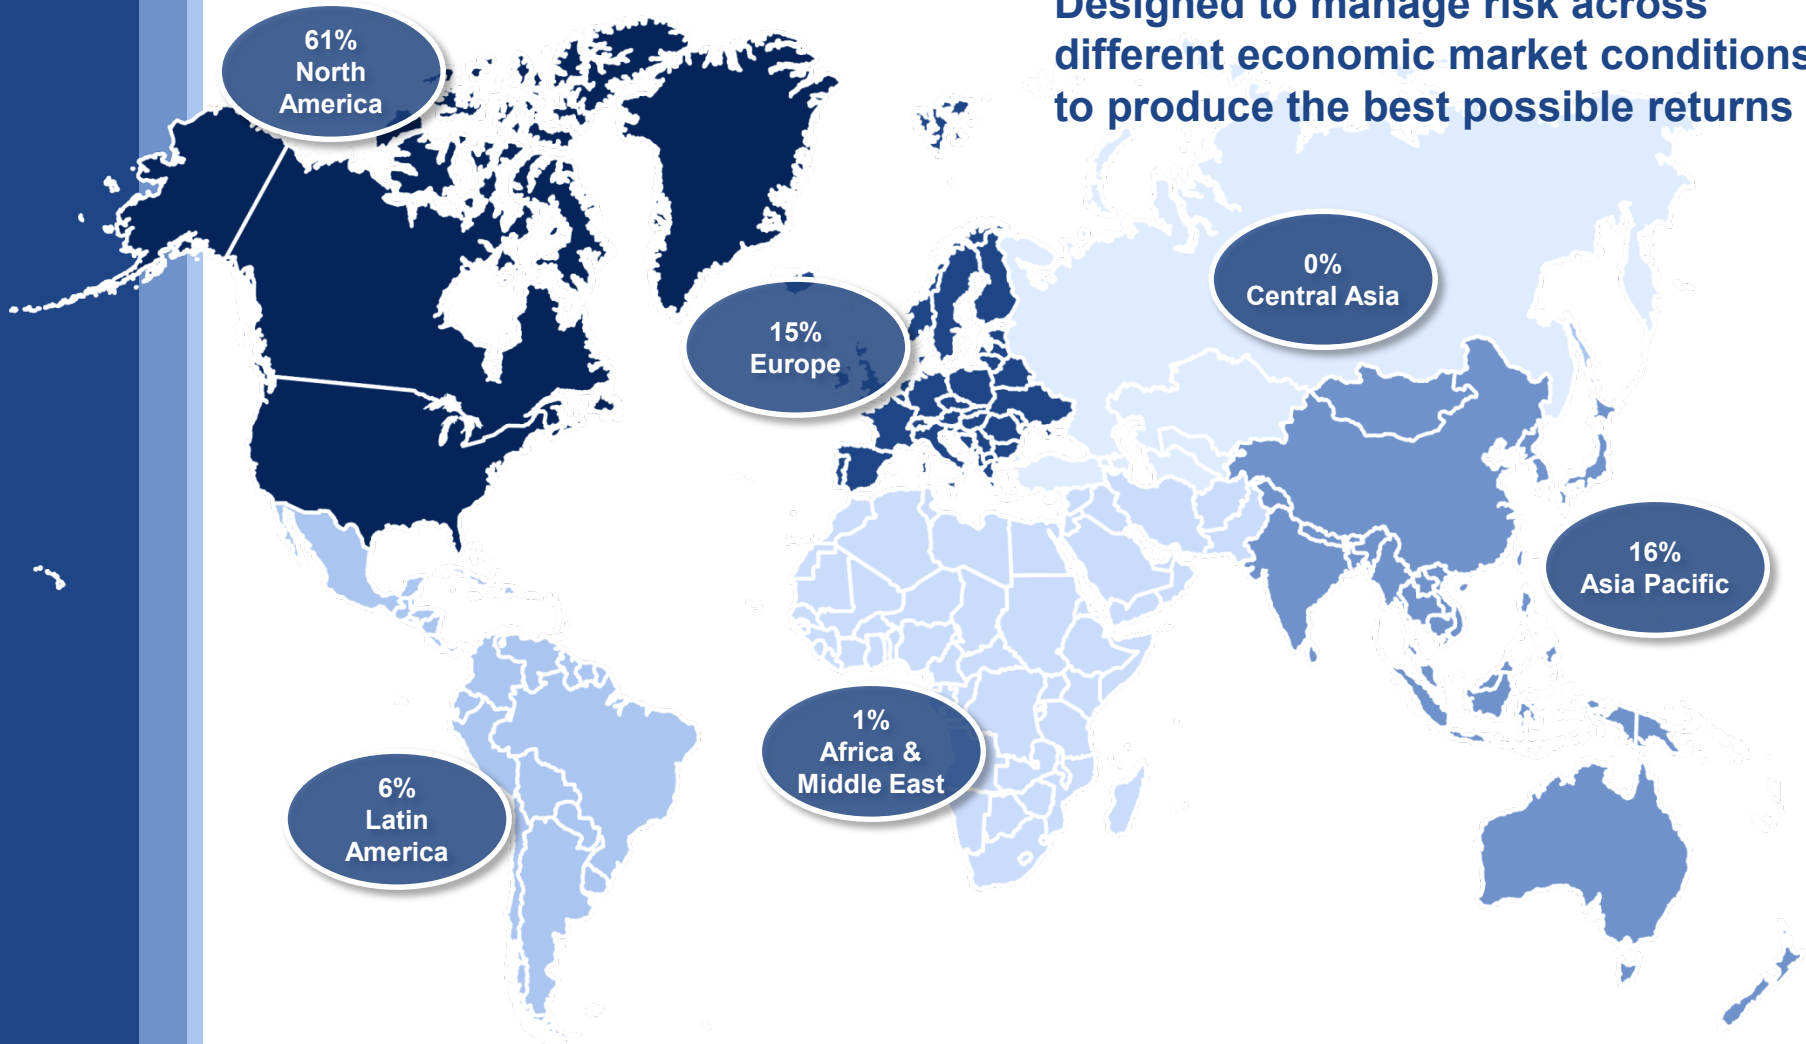 Designed to manage risk across
different economic market conditions
to produce the best possible returns
61%
North
America
0%
Central Asia
15%
Europe
16%
Asia Pacific
1%
Africa &
Middle East
6%
Latin
America